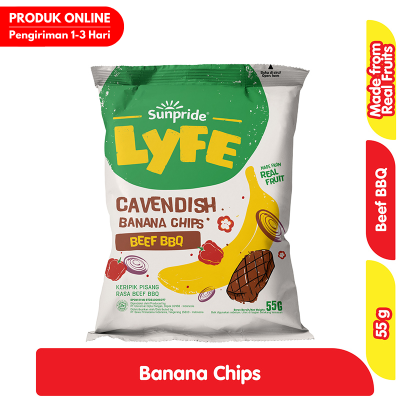 PRODUK ONLINE
Pengiriman 1-3 Hari
Sunpride®
LYFE
MADE FROM
REAL
FRUIT
CAVENDISH
BANANA CHIPS
BEEF BBQ
KERIPIK PISANG
RASA BEEF BBQ
55G
Made from
Real Fruits
Beef BBQ
55 g
Banana Chips